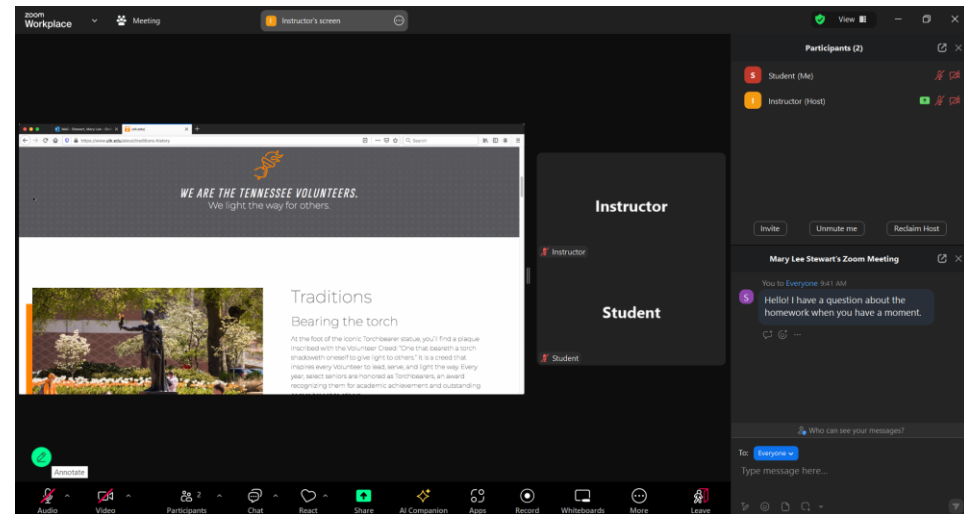 zoom
Workplace
Meeting
Instructor's screen
View
Participants (2)
Student (Me)
Instructor (Host)
Invite
Unmute me
Reclaim Host
Search
WE ARE THE TENNESSEE VOLUNTEERS.
We light the way for others.
Traditions
Bearing the torch
At the foot of the iconic Torchbearer statue, you'll find a plaque
inscribed with the Volunteer Creed: "One that beareth a torch
shadoweth oneself to give light to others." It is a creed that
inspires every Volunteer to lead, serve, and light the way. Every
year, select seniors are honored as Torchbearers, an award
recognizing them for academic achievement and outstanding
Instructor
Instructor
Student
Student
Mary Lee Stewart's Zoom Meeting
You to Everyone 9:41 AM
S
Hello! I have a question about the
homework when you have a moment.
Who can see your messages?
To: Everyone
Type message here...
Annotate
Audio
Video
Participants 2
Chat
React
Share
AI Companion
Apps
Record
Whiteboards
More
Leave